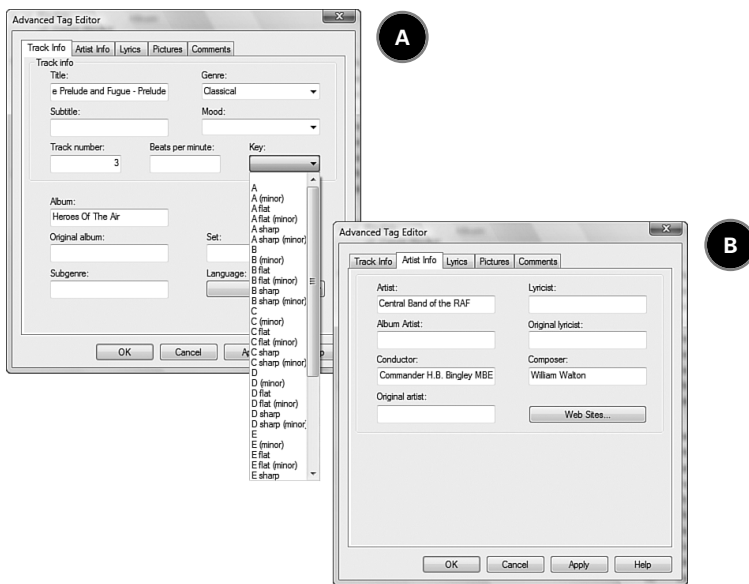 Advanced Tag Editor
A
Track Info Artist Info Lyrics Pictures Comments
Track info
Title: Genre:
e Prelude and Fugue - Prelude Classical
Subtitle: Mood:
Track number: Beats per minute: Key:
3
A
A (minor)
A flat
A flat (minor)
A sharp
A sharp (minor)
B
B (minor)
B flat
B flat (minor)
B sharp
B sharp (minor)
C
C (minor)
C flat
C flat (minor)
C sharp
C sharp (minor)
D
D (minor)
D flat
D flat (minor)
D sharp
D sharp (minor)
E
E (minor)
E flat
E flat (minor)
E sharp
Album:
Heroes Of The Air
Original album: Set:
Subgenre: Language:
OK Cancel
B
Advanced Tag Editor
Track Info Artist Info Lyrics Pictures Comments
Artist: Lyricist:
Central Band of the RAF
Album Artist: Original lyricist:
Conductor: Composer:
Commander H.B. Bingley MBE William Walton
Original artist:
Web Sites...
OK Cancel Apply Help